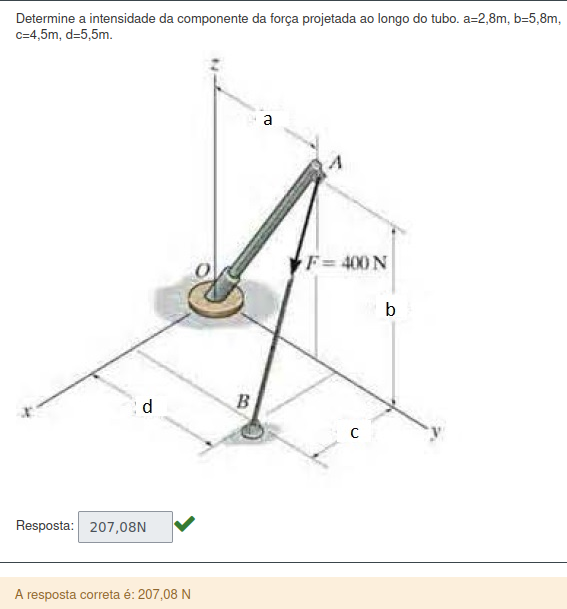 Determine a intensidade da componente da força projetada ao longo do tubo. a=2,8m, b=5,8m,
c=4,5m, d=5,5m.
z
a
A
O
F = 400 N
b
d
B
c
x
y
Resposta: 207,08N
A resposta correta é: 207,08 N